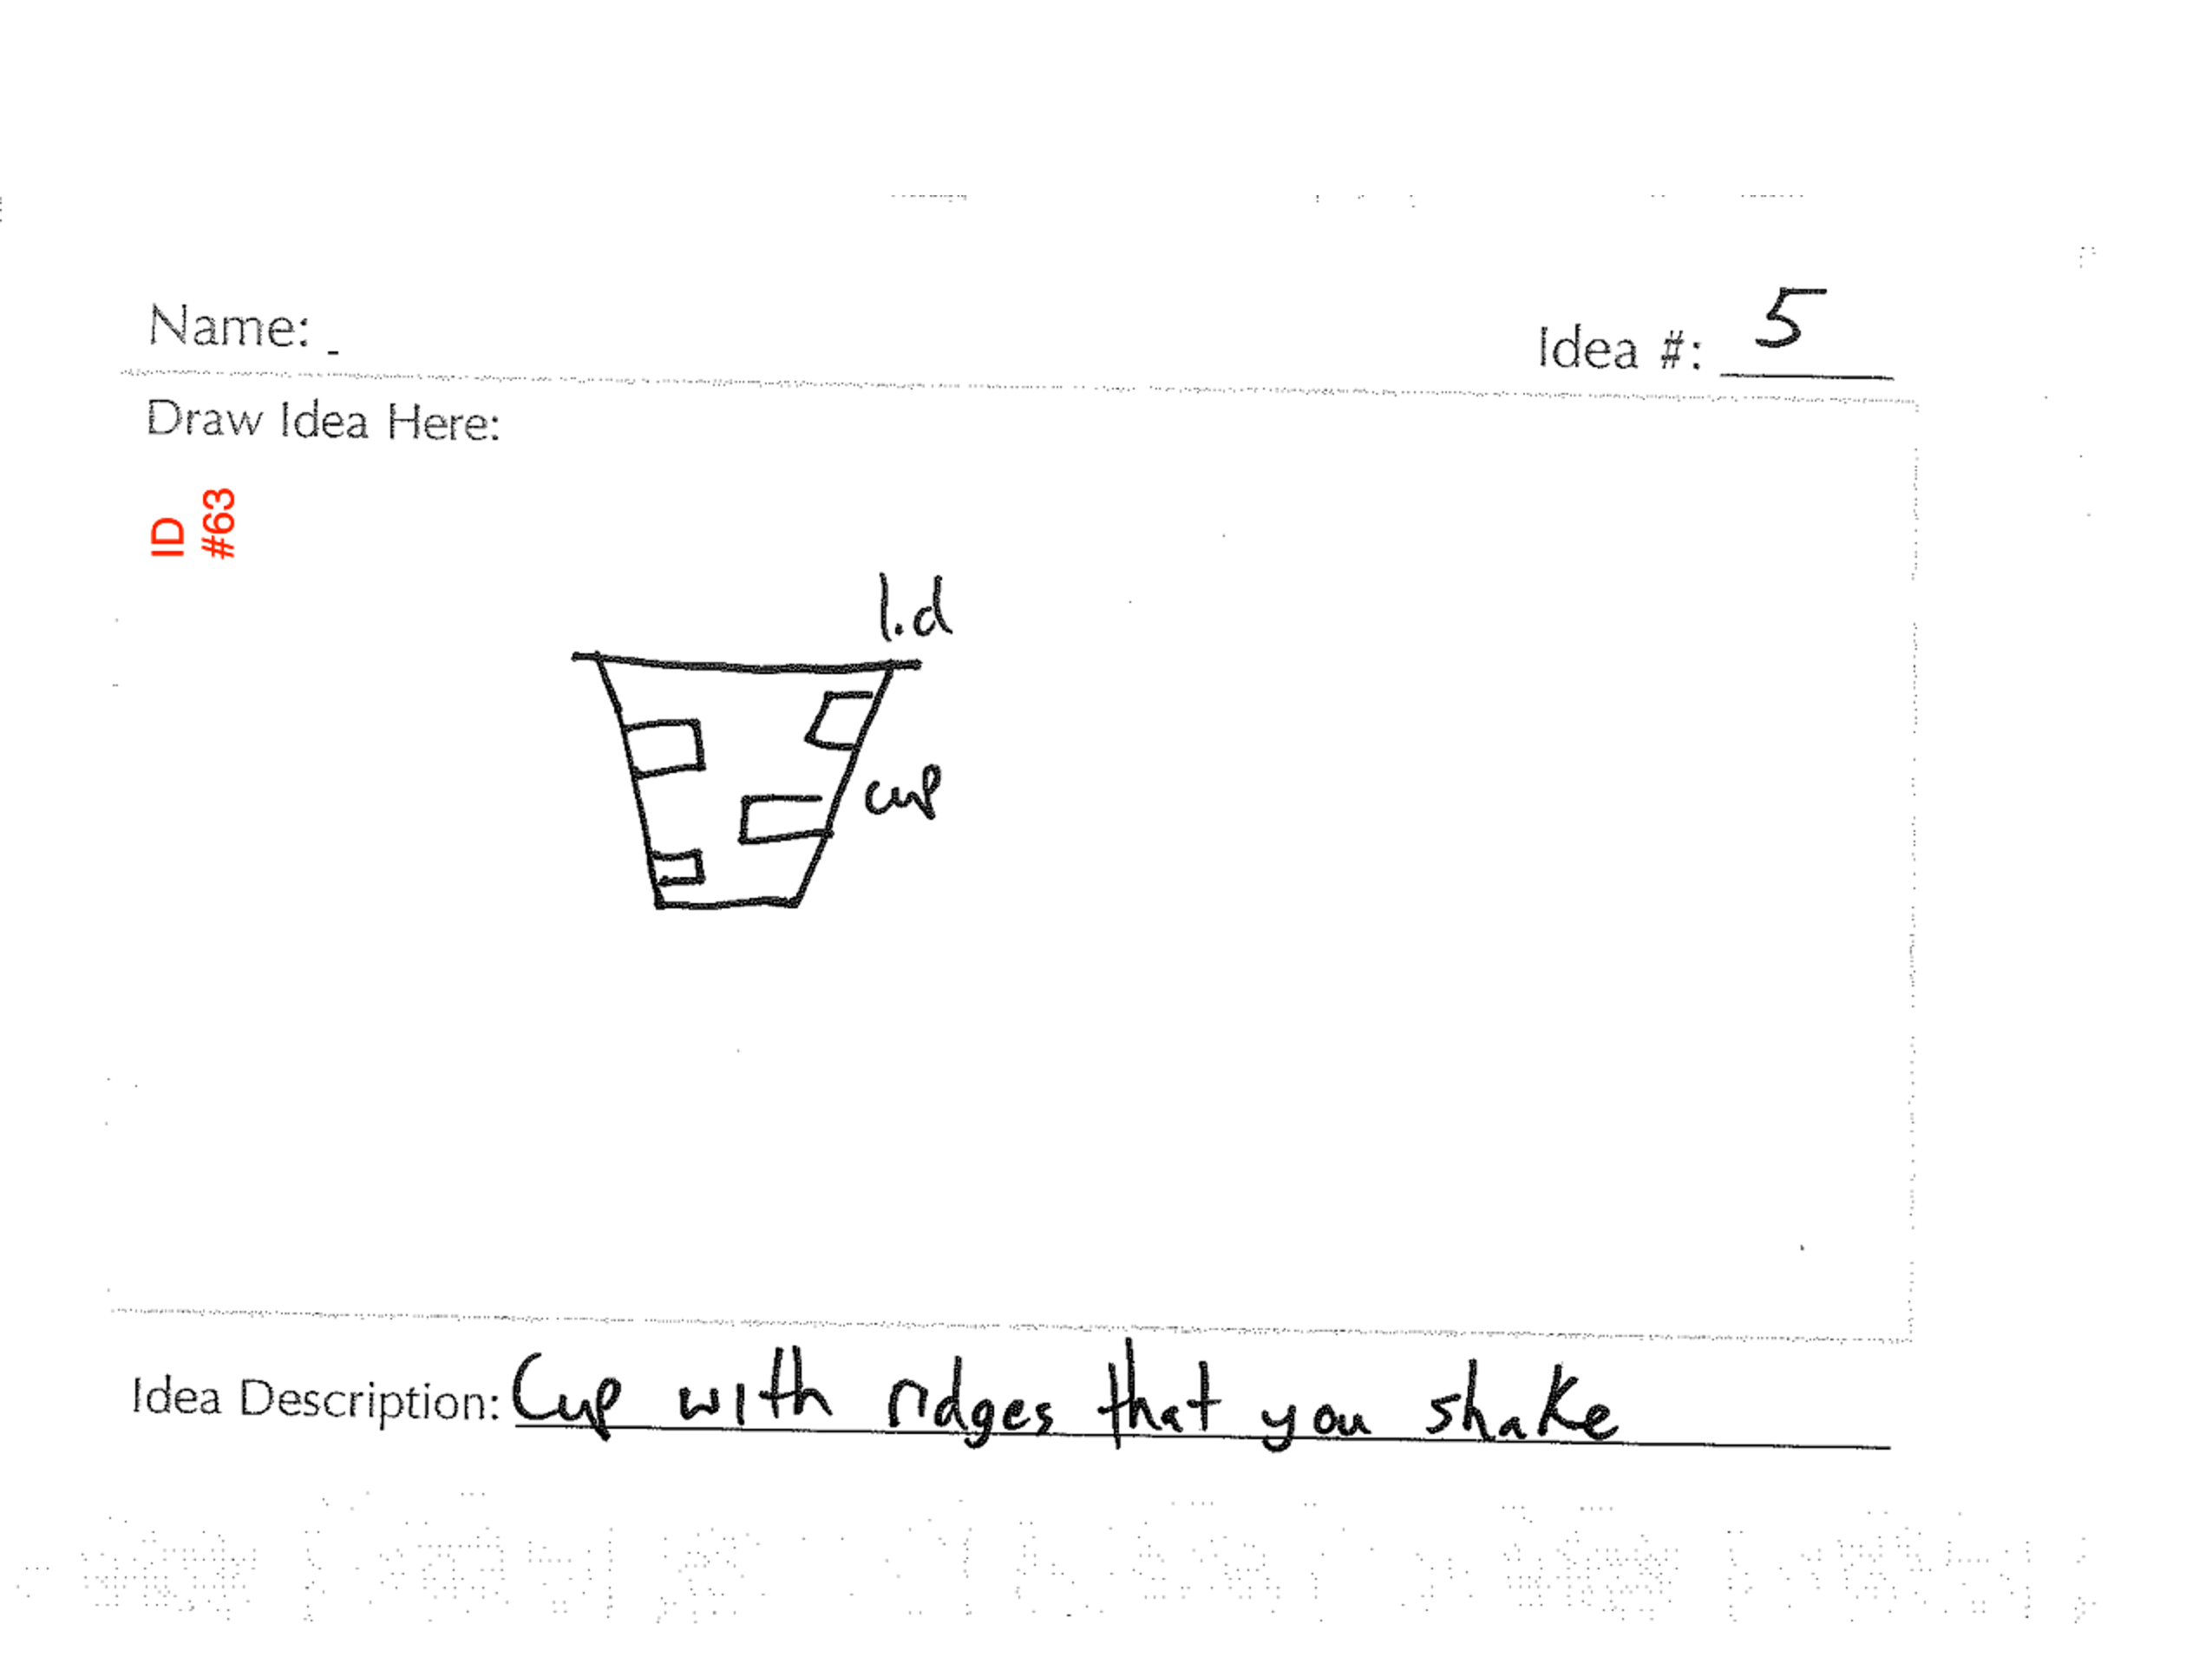 Name:
Idea #: 5
Draw Idea Here:
ID
#63
lid
cup
Idea Description: Cup with ridges that you shake